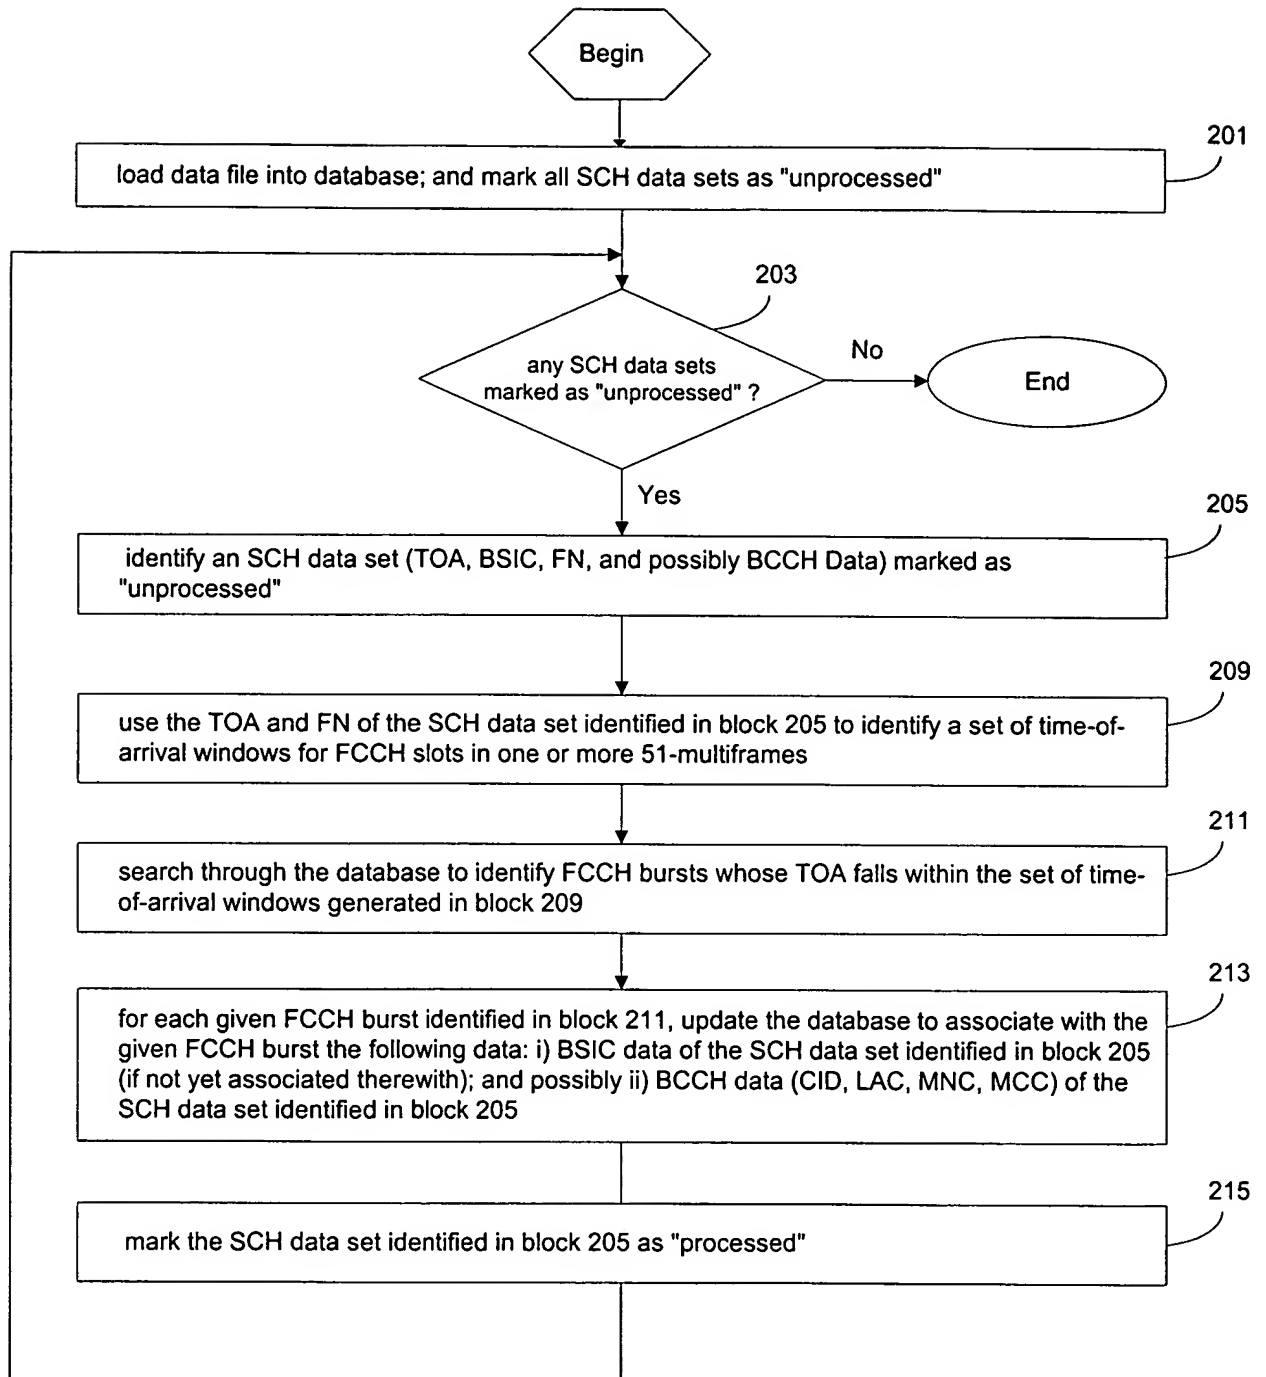 Begin
201
load data file into database; and mark all SCH data sets as "unprocessed"
203
any SCH data sets
marked as "unprocessed" ?
No
End
Yes
205
identify an SCH data set (TOA, BSIC, FN, and possibly BCCH Data) marked as
"unprocessed"
209
use the TOA and FN of the SCH data set identified in block 205 to identify a set of time-of-
arrival windows for FCCH slots in one or more 51-multiframes
211
search through the database to identify FCCH bursts whose TOA falls within the set of time-
of-arrival windows generated in block 209
213
for each given FCCH burst identified in block 211, update the database to associate with the
given FCCH burst the following data: i) BSIC data of the SCH data set identified in block 205
(if not yet associated therewith); and possibly ii) BCCH data (CID, LAC, MNC, MCC) of the
SCH data set identified in block 205
215
mark the SCH data set identified in block 205 as "processed"